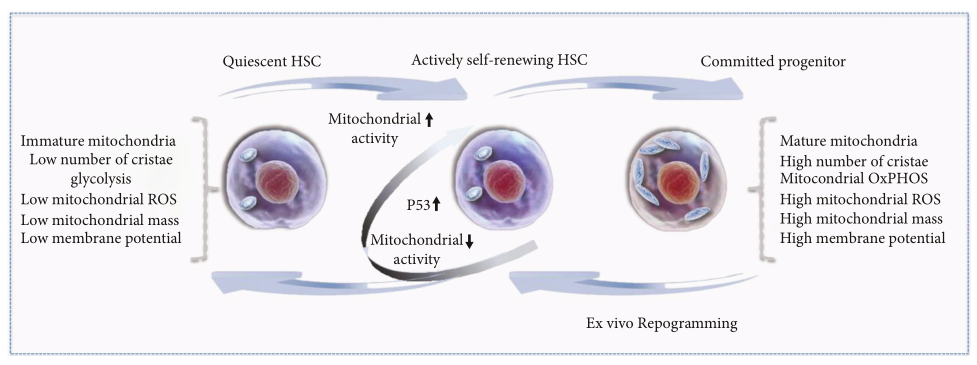 Quiescent HSC
Actively self-renewing HSC
Committed progenitor
Immature mitochondria
Low number of cristae
glycolysis
Low mitochondrial ROS
Low mitochondrial mass
Low membrane potential
Mitochondrial
activity
P53
Mitochondrial
activity
Mature mitochondria
High number of cristae
Mitocondrial OxPHOS
High mitochondrial ROS
High mitochondrial mass
High membrane potential
Ex vivo Repogramming